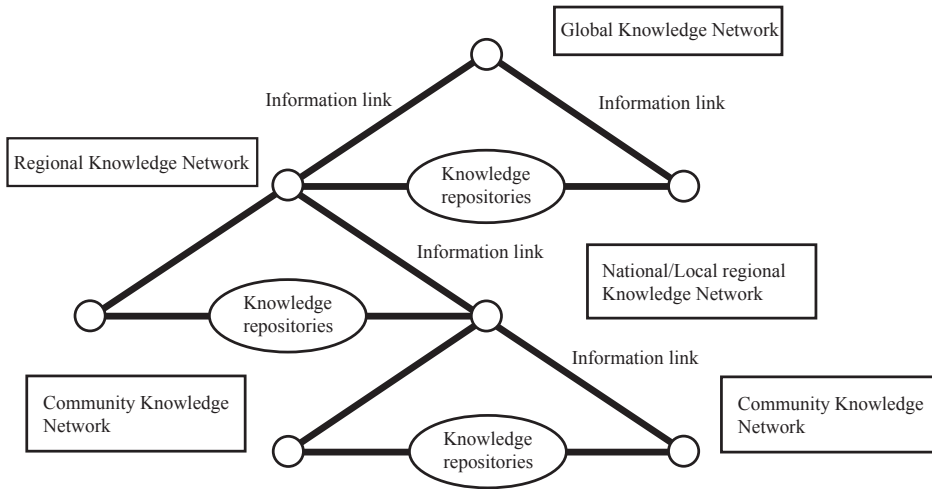 Global Knowledge Network
Information link
Information link
Regional Knowledge Network
Knowledge
repositories
Information link
National/Local regional
Knowledge Network
Knowledge
repositories
Information link
Community Knowledge
Network
Community Knowledge
Network
Knowledge
repositories